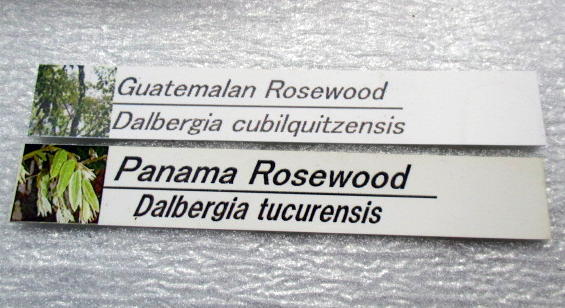 Guatemalan Rosewood
Dalbergia cubilquitzensis
Panama Rosewood
Dalbergia tucurensis